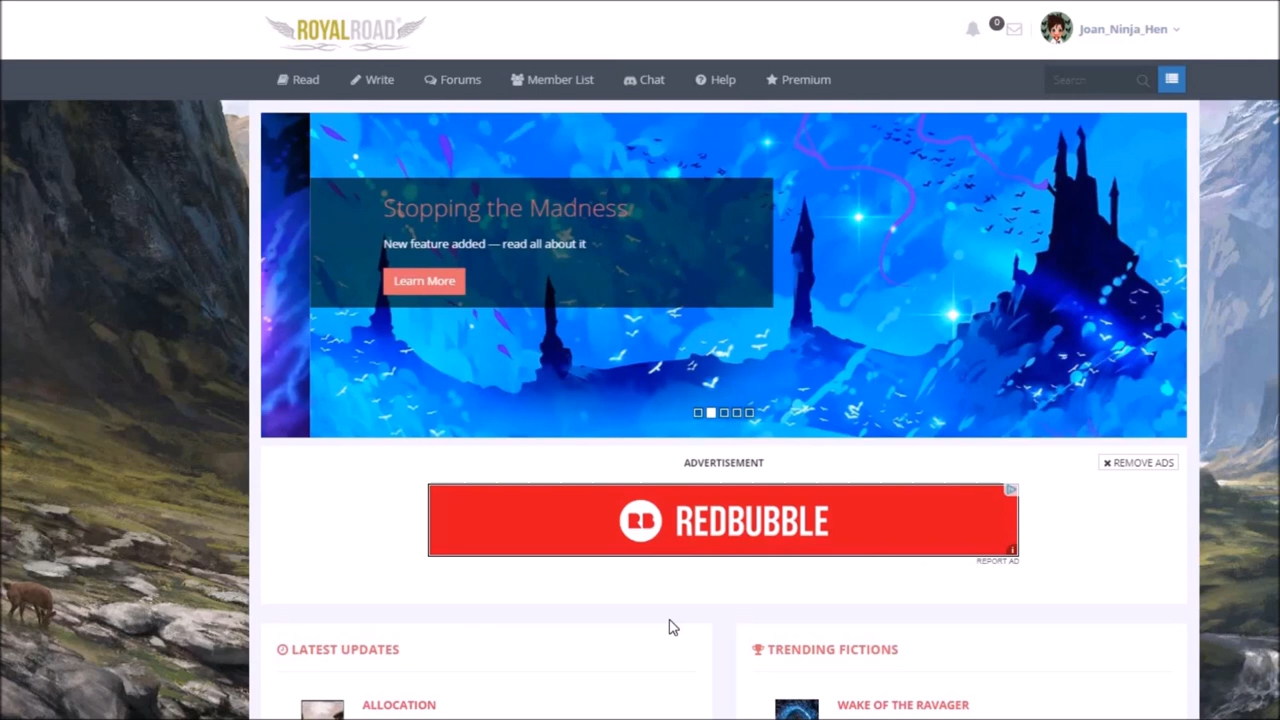 ROYALROAD®
0
Joan_Ninja_Hen
Read
Write
Forums
Member List
Chat
Help
Premium
Search
Stopping the Madness
New feature added — read all about it
Learn More
ADVERTISEMENT
REMOVE ADS
RB REDBUBBLE
REPORT AD
LATEST UPDATES
TRENDING FICTIONS
ALLOCATION
WAKE OF THE RAVAGER